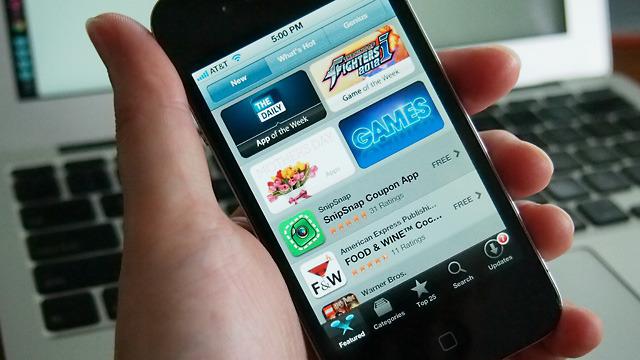 AT&T
5:00 PM
New
What's Hot
Genius
THE DAILY
App of the Week
FIGHTERS-i 2012
Game of the Week
GAMES
MOTHER'S DAY
Apps
SnipSnap
SnipSnap Coupon App
31 Ratings
FREE
American Express Publishi...
FOOD & WINE™ Coc...
11 Ratings
FREE
F&W
Warner Bros.
Featured
Categories
Top 25
Search
Updates